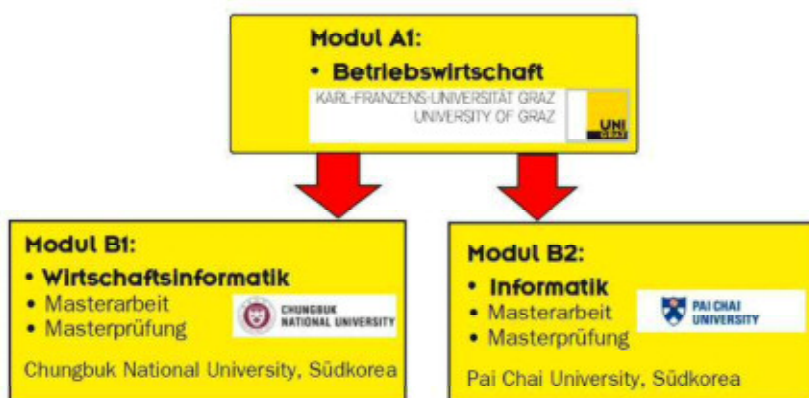 Modul A1:
• Betriebswirtschaft
KARL-FRANZENS-UNIVERSITÄT GRAZ
UNIVERSITY OF GRAZ
UNI
GRAZ
Modul B1:
• Wirtschaftsinformatik
• Masterarbeit
• Masterprüfung
CHUNGBUK
NATIONAL UNIVERSITY
Chungbuk National University, Südkorea
Modul B2:
• Informatik
• Masterarbeit
• Masterprüfung
PAI CHAI
UNIVERSITY
Pai Chai University, Südkorea